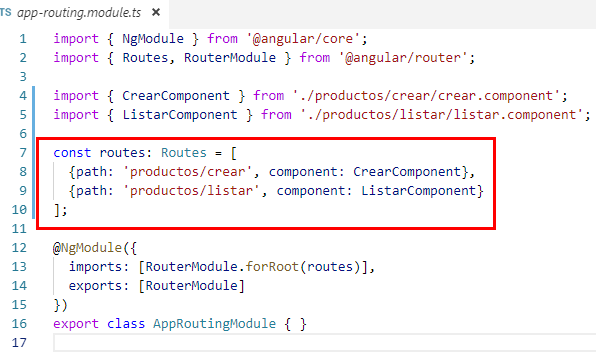 TS app-routing.module.ts ×
1 import { NgModule } from '@angular/core';
2 import { Routes, RouterModule } from '@angular/router';
3
4 import { CrearComponent } from './productos/crear/crear.component';
5 import { ListarComponent } from './productos/listar/listar.component';
6
7 const routes: Routes = [
8   {path: 'productos/crear', component: CrearComponent},
9   {path: 'productos/listar', component: ListarComponent}
10 ];
11
12 @NgModule({
13   imports: [RouterModule.forRoot(routes)],
14   exports: [RouterModule]
15 })
16 export class AppRoutingModule { }
17